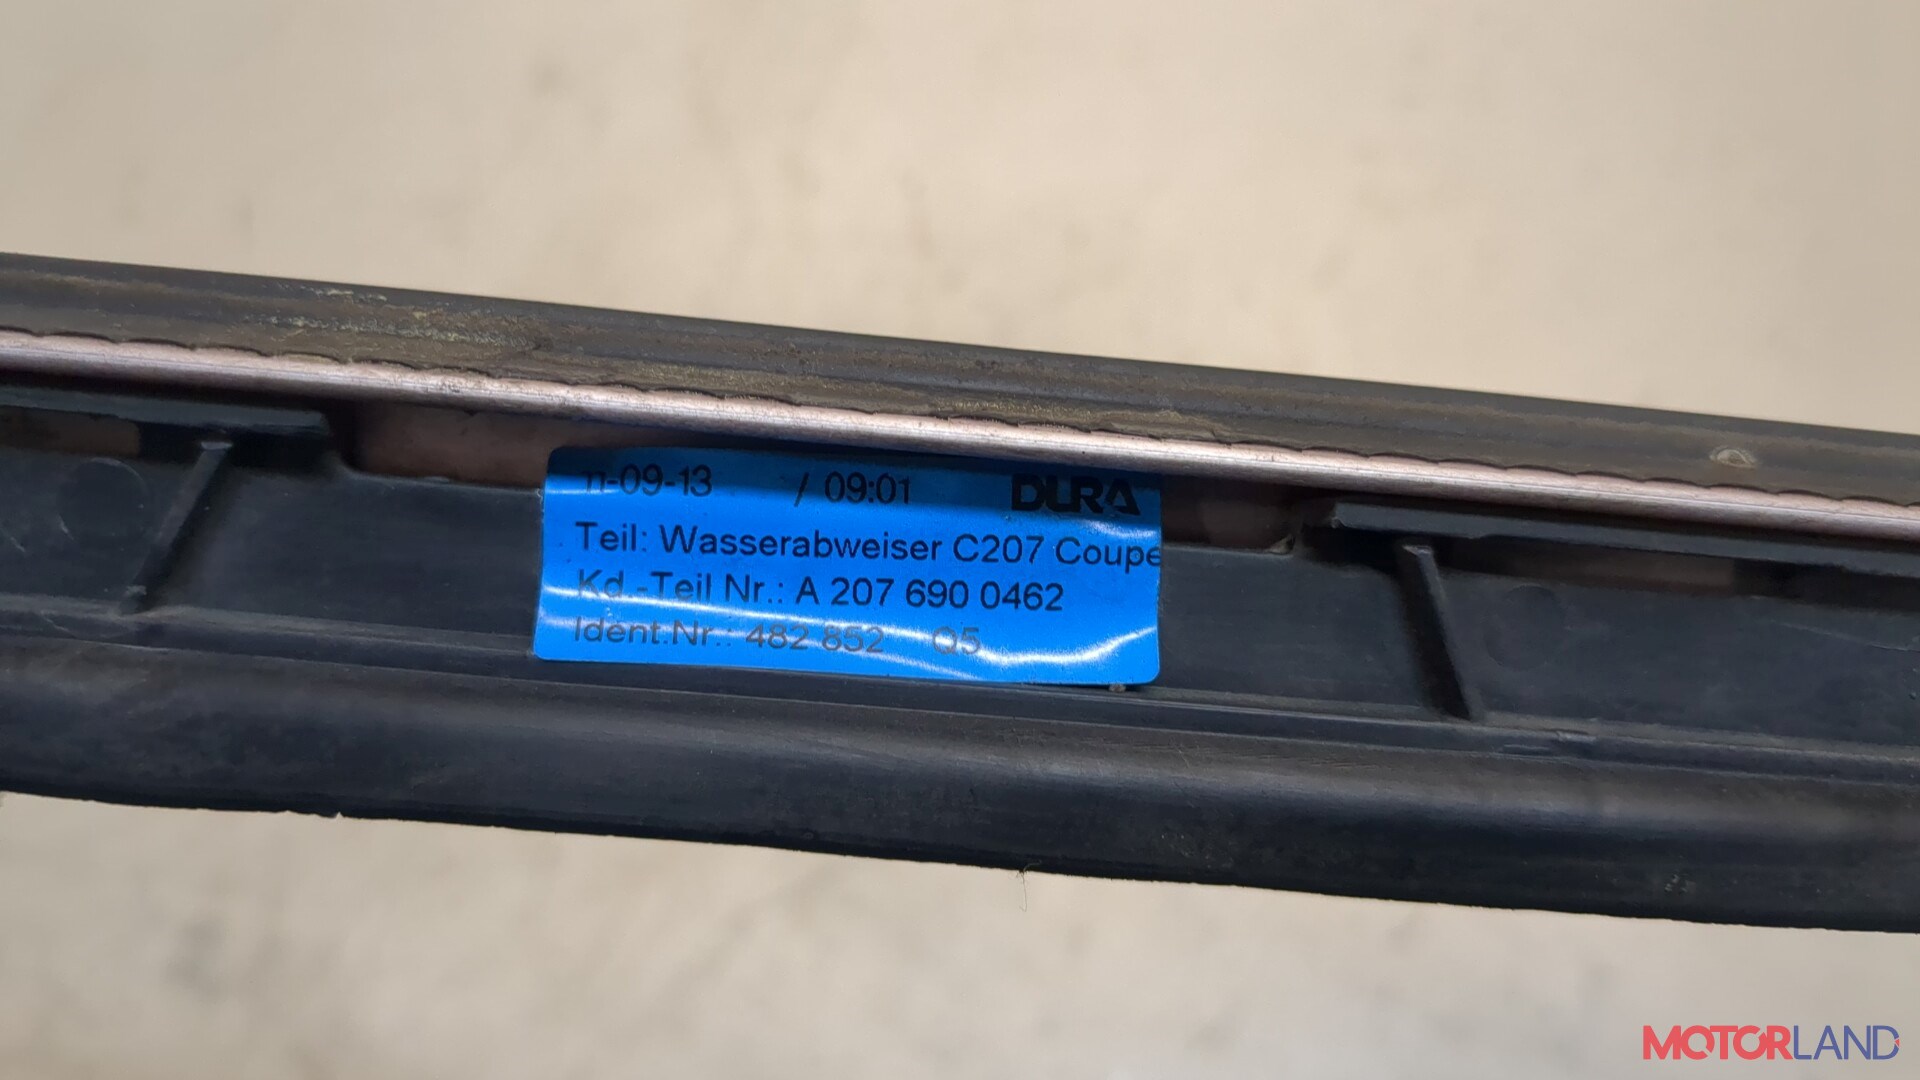 11-09-13 / 09:01 DURA
Teil: Wasserabweiser C207 Coupe
Kd.-Teil Nr.: A 207 690 0462
Ident.Nr.: 482 852 Q5
MOTORLAND